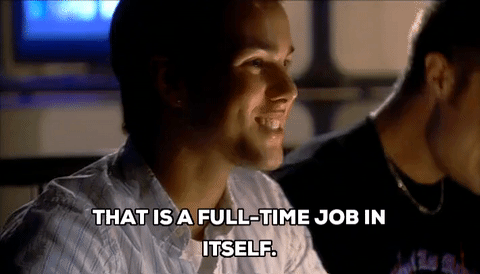 THAT IS A FULL-TIME JOB IN
ITSELF.